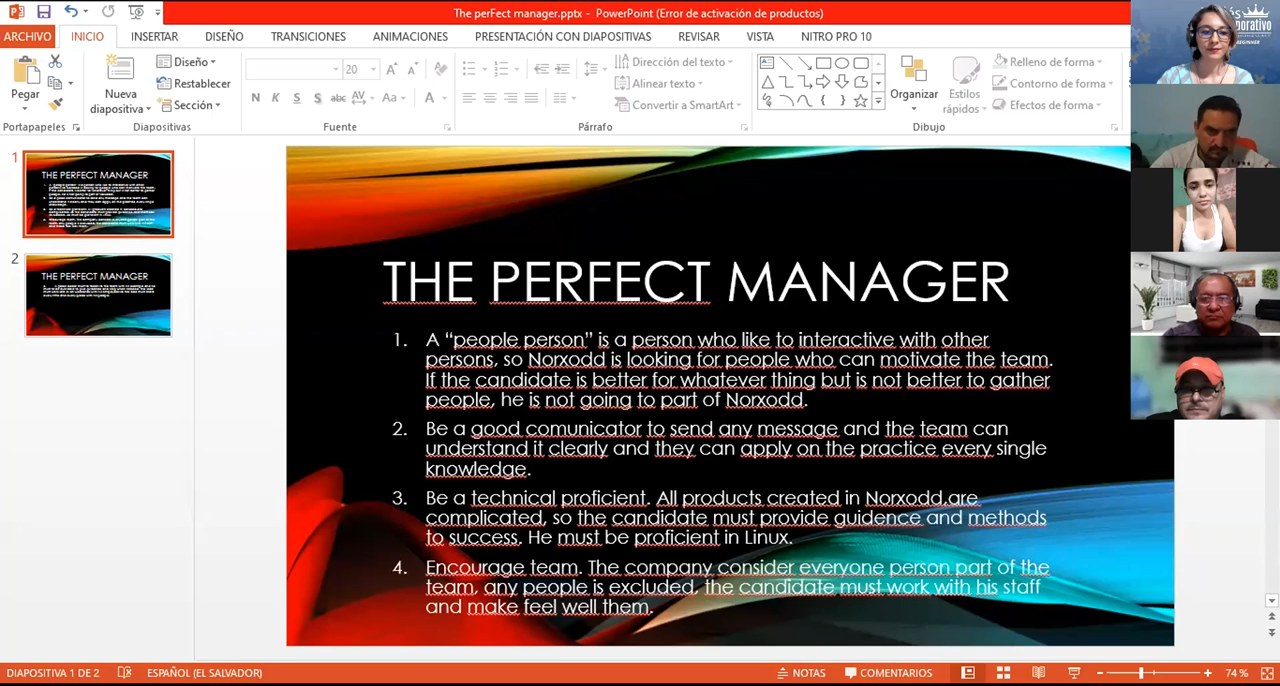 The perFect manager.pptx - PowerPoint (Error de activación de productos)
ARCHIVO INICIO INSERTAR DISEÑO TRANSICIONES ANIMACIONES PRESENTACIÓN CON DIAPOSITIVAS REVISAR VISTA NITRO PRO 10
Pegar
Nueva diapositiva
Diseño
Restablecer
Sección
20
N K S S abc AV Aa A
Dirección del texto
Alinear texto
Convertir a SmartArt
Organizar
Estilos rápidos
Relleno de forma
Contorno de forma
Efectos de forma
Portapapeles Diapositivas Fuente Párrafo Dibujo
1
THE PERFECT MANAGER
2
THE PERFECT MANAGER
THE PERFECT MANAGER
1. A “people person” is a person who like to interactive with other
persons, so Norxodd is looking for people who can motivate the team.
If the candidate is better for whatever thing but is not better to gather
people, he is not going to part of Norxodd.
2. Be a good comunicator to send any message and the team can
understand it clearly and they can apply on the practice every single
knowledge.
3. Be a technical proficient. All products created in Norxodd,are
complicated, so the candidate must provide guidence and methods
to success. He must be proficient in Linux.
4. Encourage team. The company consider everyone person part of the
team, any people is excluded, the candidate must work with his staff
and make feel well them.
BEGINNER
DIAPOSITIVA 1 DE 2 ESPAÑOL (EL SALVADOR) NOTAS COMENTARIOS 74 %